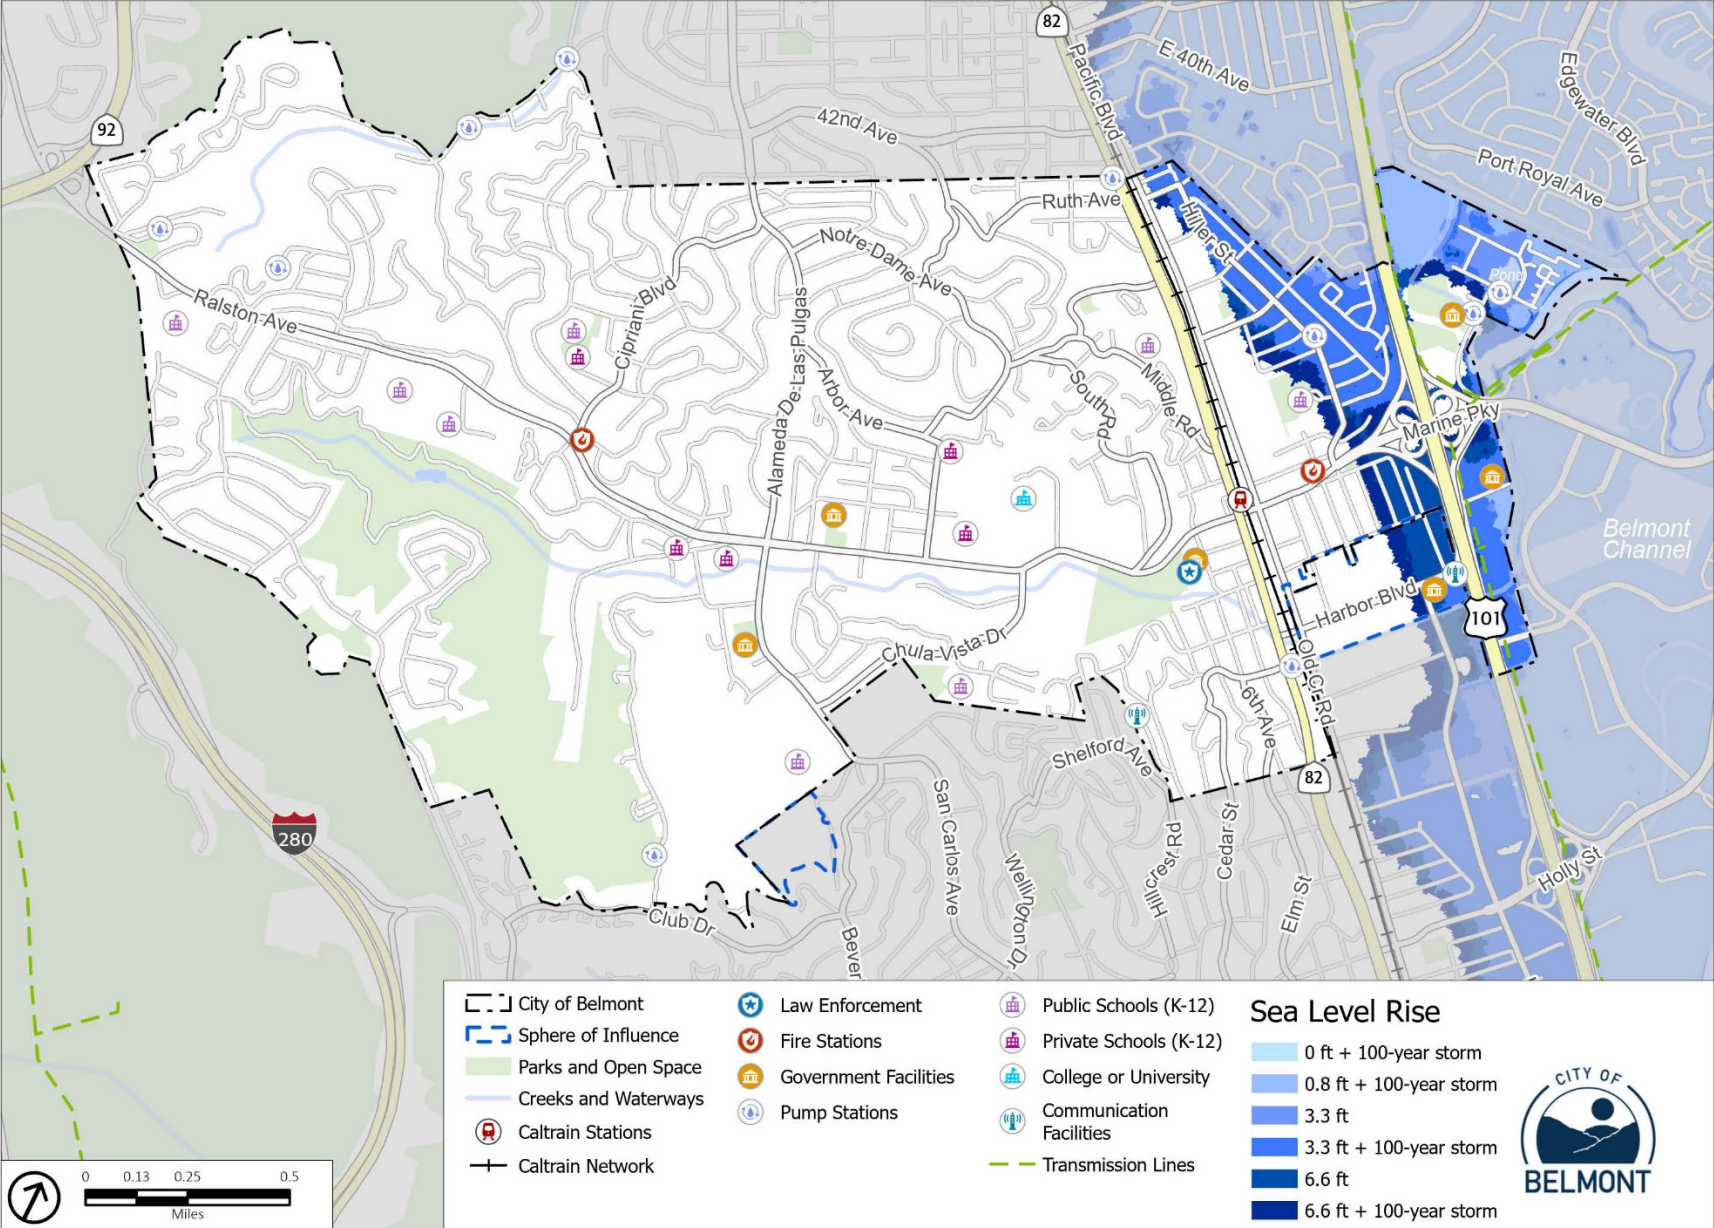 82
E 40th Ave
Edgewater Blvd
Pacific Blvd
92
42nd Ave
Port Royal Ave
Ruth Ave
Hiller St
Notre Dame Ave
Pond
Cipriani Blvd
Ralston Ave
Alameda De Las Pulgas
Arbor Ave
South Rd
Middle Rd
Marine Pky
Belmont
Channel
Harbor Blvd
101
Chula Vista Dr
Old Cr Rd
6th Ave
Shelford Ave
82
San Carlos Ave
Wellington Dr
Hillcrest Rd
Cedar St
Elm St
Holly St
280
Club Dr
Bever
City of Belmont
Sphere of Influence
Parks and Open Space
Creeks and Waterways
Caltrain Stations
Caltrain Network
Law Enforcement
Fire Stations
Government Facilities
Pump Stations
Public Schools (K-12)
Private Schools (K-12)
College or University
Communication
Facilities
Transmission Lines
Sea Level Rise
0 ft + 100-year storm
0.8 ft + 100-year storm
3.3 ft
3.3 ft + 100-year storm
6.6 ft
6.6 ft + 100-year storm
CITY OF
BELMONT
0 0.13 0.25 0.5
Miles